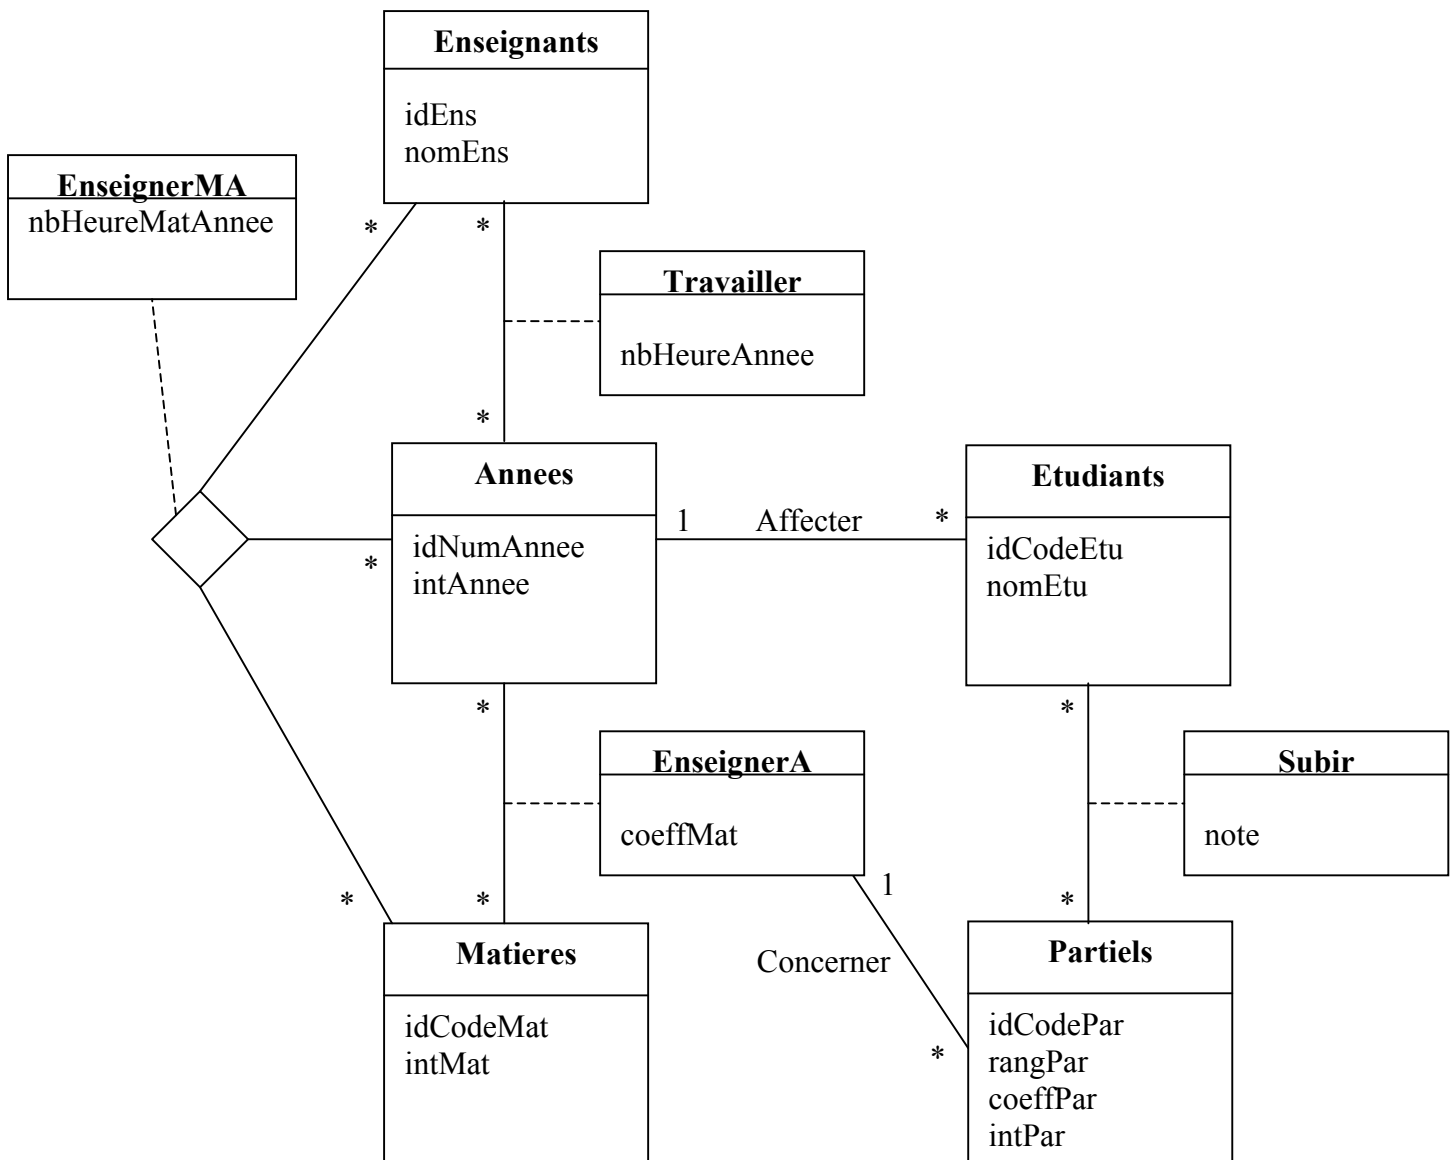 Enseignants
idEns
nomEns
EnseignerMA
nbHeureMatAnnee
*
*
Travailler
nbHeureAnnee
*
Annees
idNumAnnee
intAnnee
*
1
Affecter
*
Etudiants
idCodeEtu
nomEtu
*
*
EnseignerA
coeffMat
Subir
note
*
*
1
*
Matieres
idCodeMat
intMat
Concerner
*
Partiels
idCodePar
rangPar
coeffPar
intPar